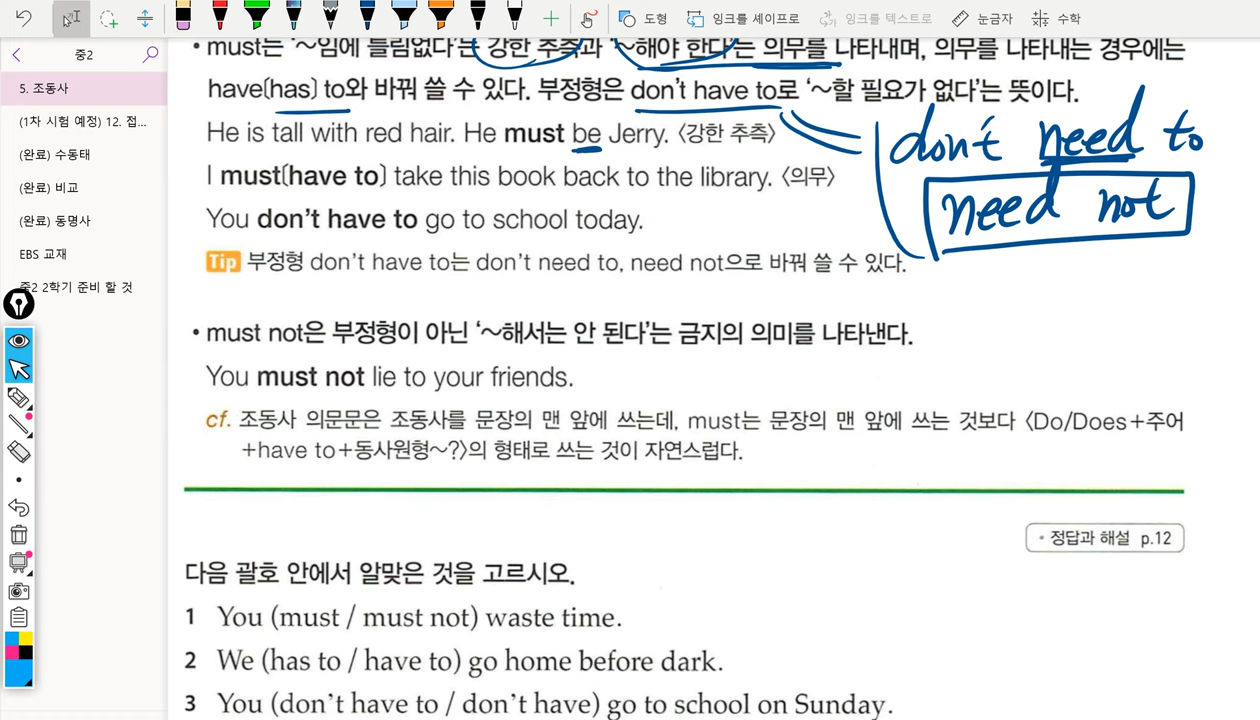 도형
잉크를 셰이프로
잉크를 텍스트로
눈금자
수학
중2
5. 조동사
(1차 시험 예정) 12. 접...
(완료) 수동태
(완료) 비교
(완료) 동명사
EBS 교재
중2 2학기 준비 할 것
• must는 ‘~임에 틀림없다’는 강한 추측과 ‘~해야 한다’는 의무를 나타내며, 의무를 나타내는 경우에는
have(has) to와 바꿔 쓸 수 있다. 부정형은 don't have to로 ‘~할 필요가 없다’는 뜻이다.
He is tall with red hair. He must be Jerry. 〈강한 추측〉
don't need to
I must(have to) take this book back to the library. 〈의무〉
need not
You don't have to go to school today.
Tip 부정형 don't have to는 don't need to, need not으로 바꿔 쓸 수 있다.
• must not은 부정형이 아닌 ‘~해서는 안 된다’는 금지의 의미를 나타낸다.
You must not lie to your friends.
cf. 조동사 의문문은 조동사를 문장의 맨 앞에 쓰는데, must는 문장의 맨 앞에 쓰는 것보다 〈Do/Does+주어
+have to+동사원형~?〉의 형태로 쓰는 것이 자연스럽다.
• 정답과 해설 p.12
다음 괄호 안에서 알맞은 것을 고르시오.
1 You (must / must not) waste time.
2 We (has to / have to) go home before dark.
3 You (don't have to / don't have) go to school on Sunday.